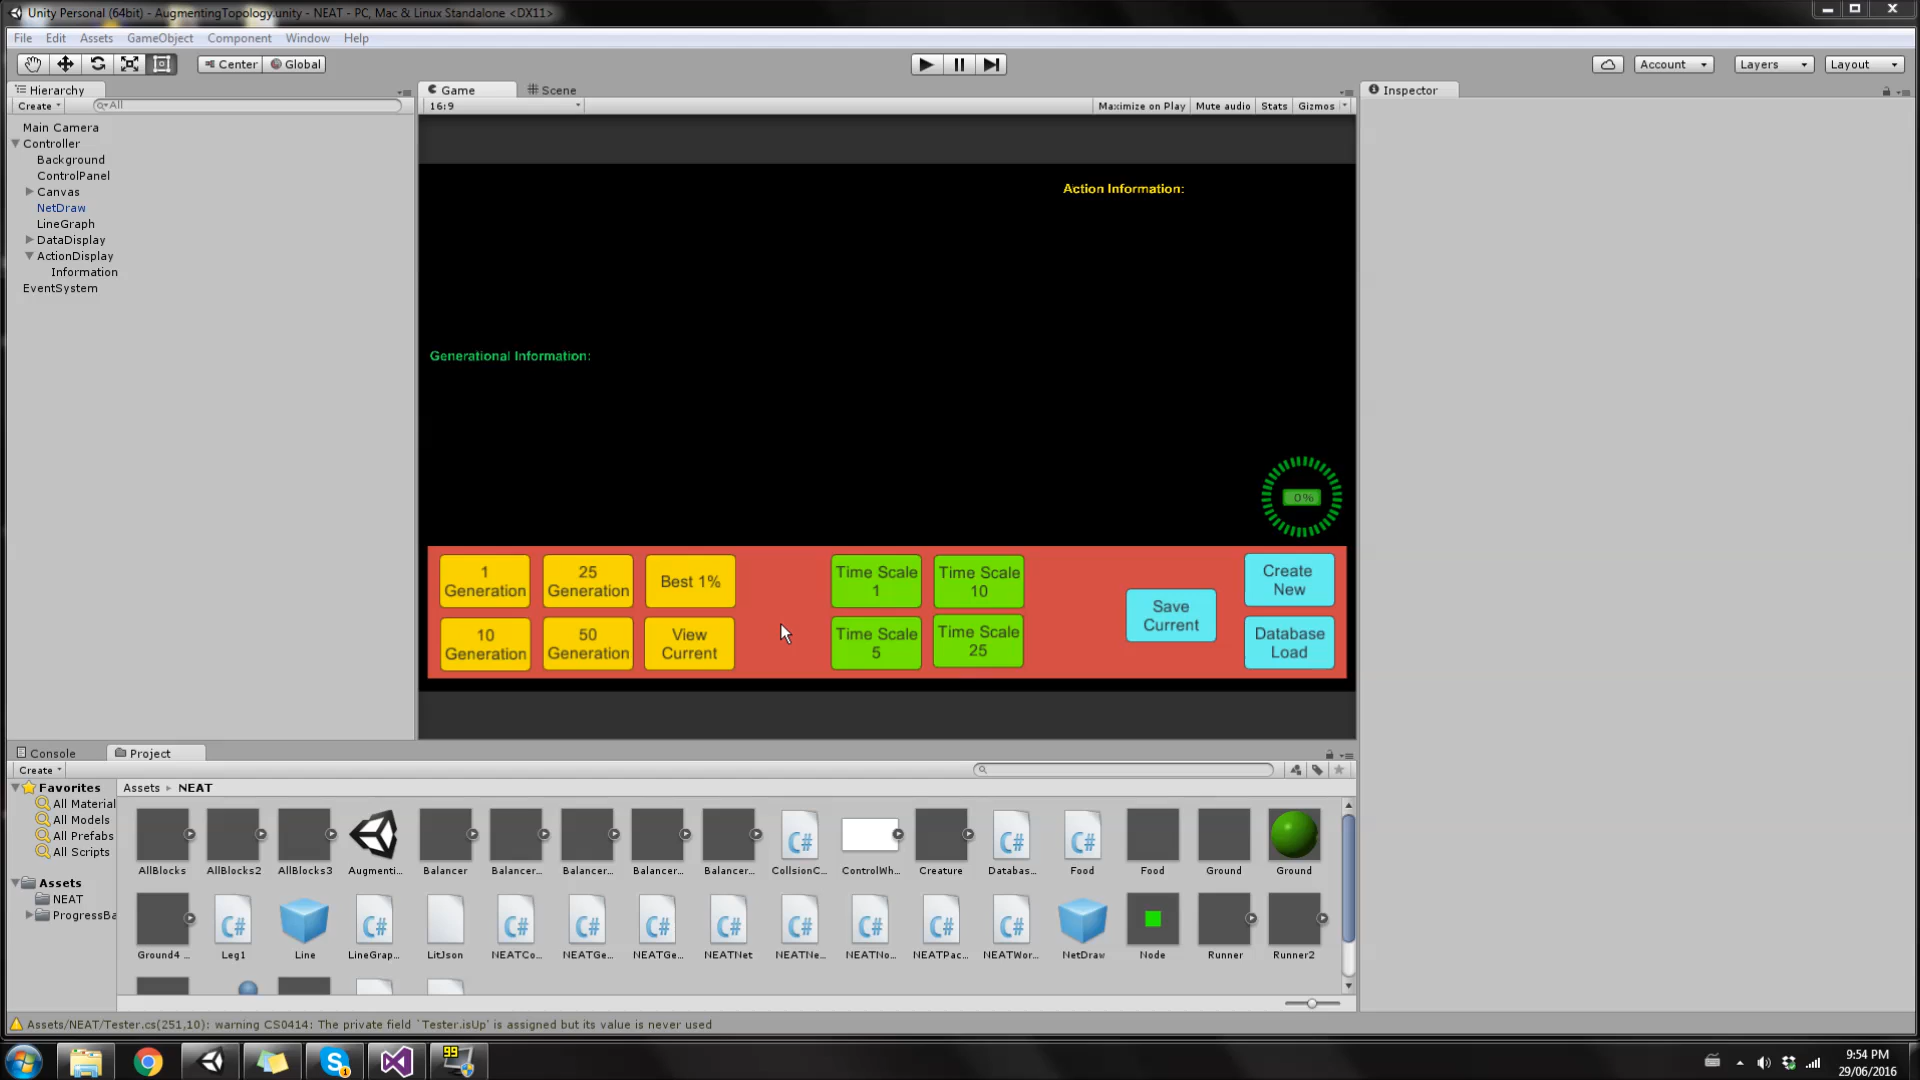 Unity Personal (64bit) - AugmentingTopology.unity - NEAT - PC, Mac & Linux Standalone <DX11>
File Edit Assets GameObject Component Window Help
Center Global
Account Layers Layout
Hierarchy
Create All
Main Camera
Controller
Background
ControlPanel
Canvas
NetDraw
LineGraph
DataDisplay
ActionDisplay
Information
EventSystem
Game Scene
16:9 Maximize on Play Mute audio Stats Gizmos
Inspector
Action Information:
Generational Information:
0%
1
Generation
25
Generation
Best 1%
10
Generation
50
Generation
View
Current
Time Scale
1
Time Scale
10
Time Scale
5
Time Scale
25
Save
Current
Create
New
Database
Load
Console Project
Create
Favorites
All Material
All Models
All Prefabs
All Scripts
Assets
NEAT
ProgressBa
Assets NEAT
AllBlocks AllBlocks2 AllBlocks3 Augmenti... Balancer Balancer... Balancer... Balancer... Balancer... CollsionC... ControlWh... Creature Databas... Food Food Ground Ground
Ground4 ... Leg1 Line LineGrap... LitJson NEATCo... NEATGe... NEATGe... NEATNet NEATNe... NEATNo... NEATPac... NEATWor... NetDraw Node Runner Runner2
Assets/NEAT/Tester.cs(251,10): warning CS0414: The private field `Tester.isUp' is assigned but its value is never used
99
1
9:54 PM
29/06/2016